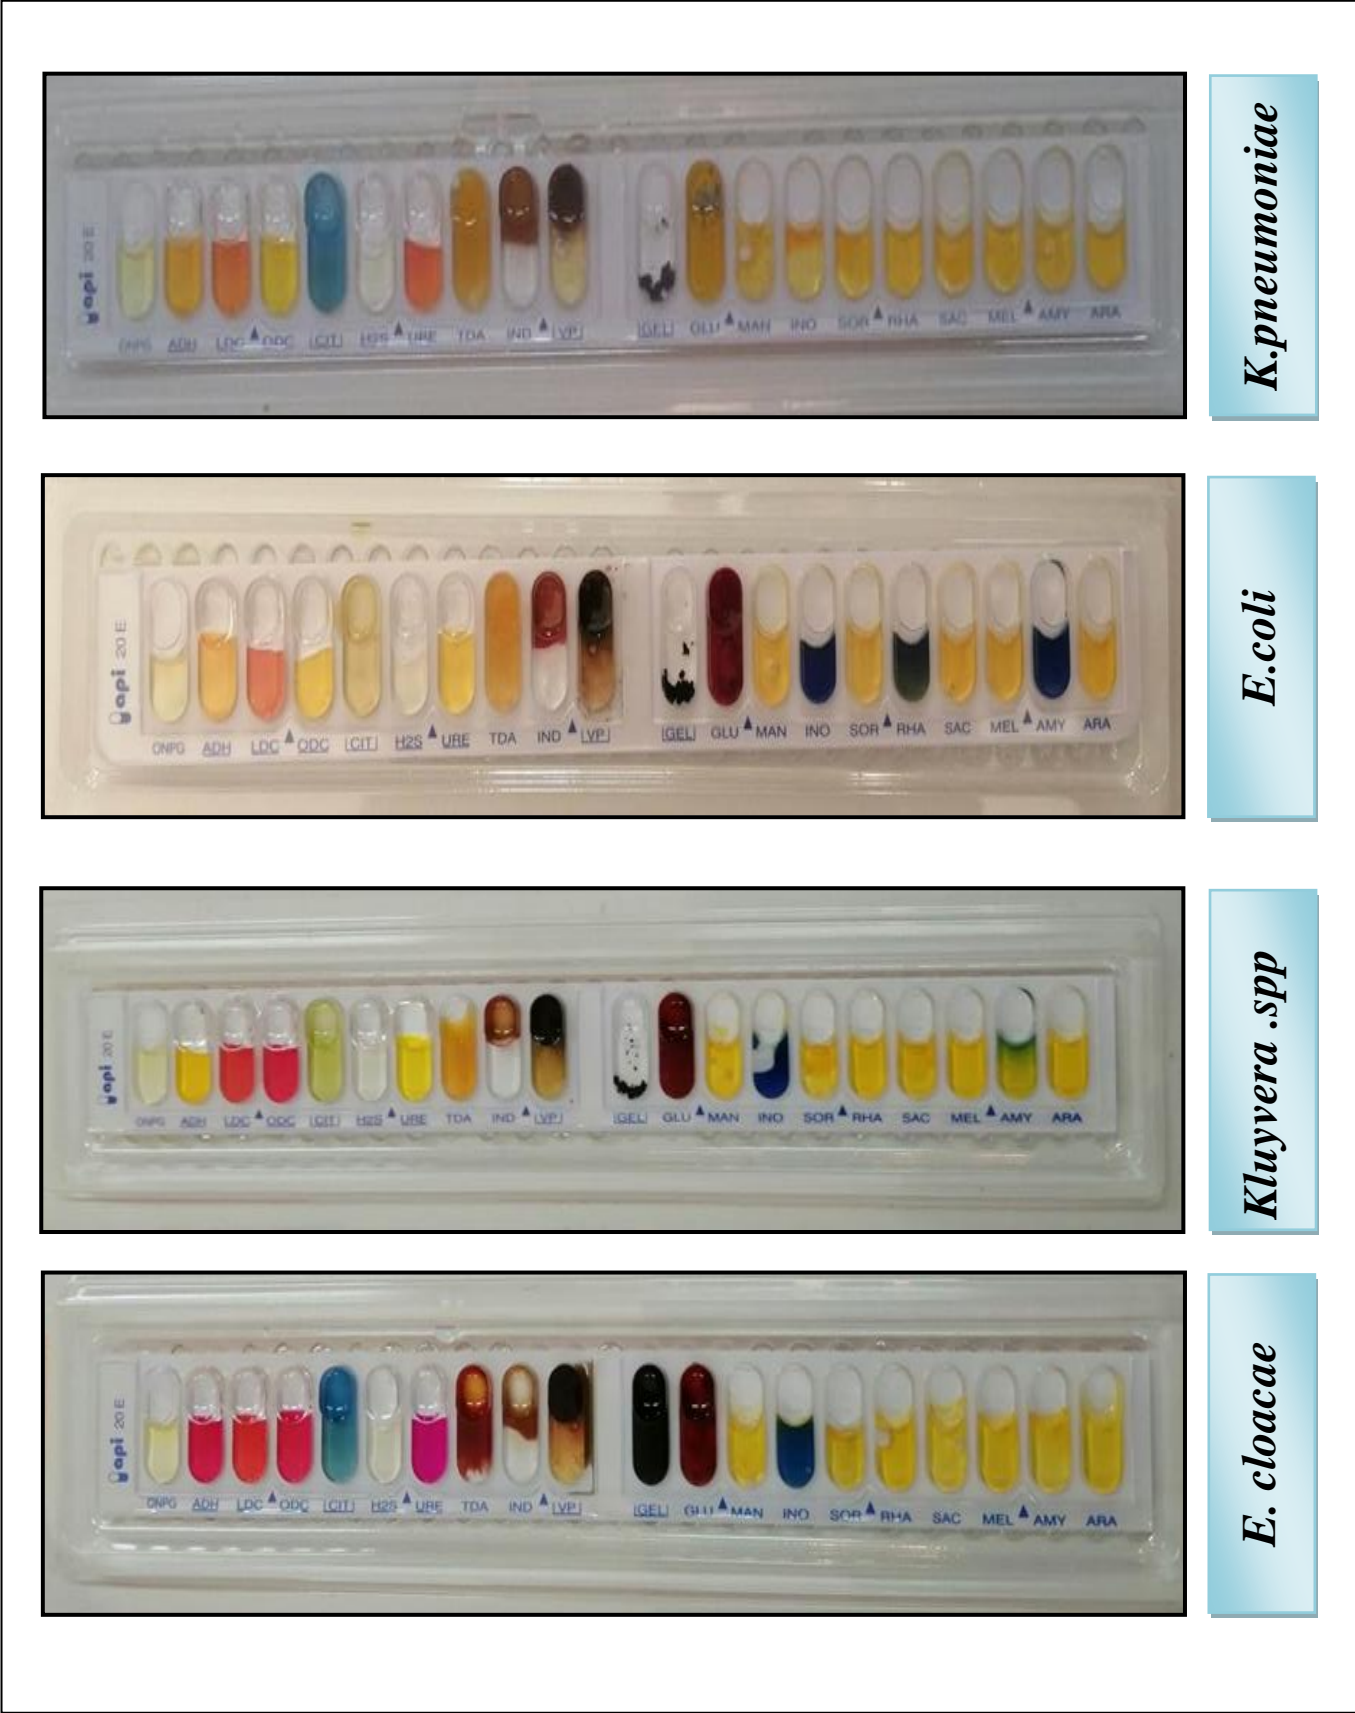 K.pneumoniae
api 20 E
ONPG ADH LDC ODC |CIT| H2S URE TDA IND |VP| |GEL| GLU MAN INO SOR RHA SAC MEL AMY ARA
E.coli
api 20 E
ONPG ADH LDC ODC |CIT| H2S URE TDA IND |VP| |GEL| GLU MAN INO SOR RHA SAC MEL AMY ARA
Kluyvera .spp
api 20 E
ONPG ADH LDC ODC |CIT| H2S URE TDA IND |VP| |GEL| GLU MAN INO SOR RHA SAC MEL AMY ARA
E. cloacae
api 20 E
ONPG ADH LDC ODC |CIT| H2S URE TDA IND |VP| |GEL| GLU MAN INO SOR RHA SAC MEL AMY ARA